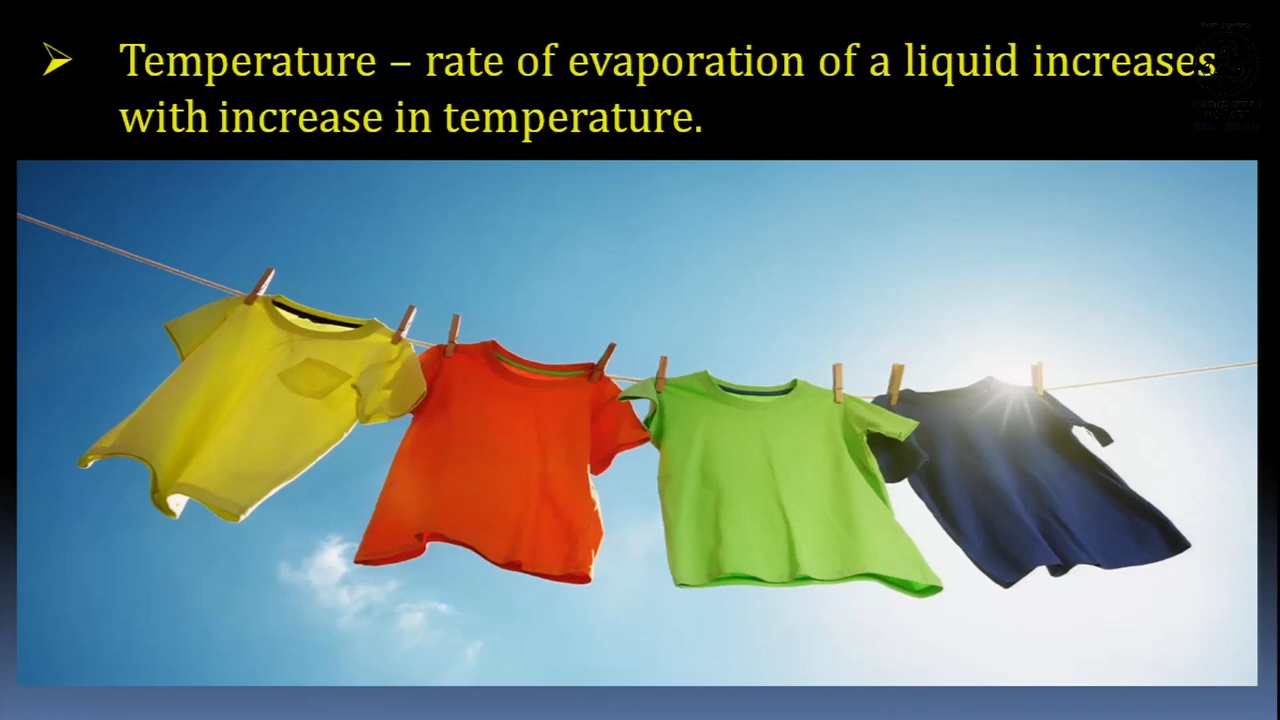 Temperature – rate of evaporation of a liquid increases
with increase in temperature.